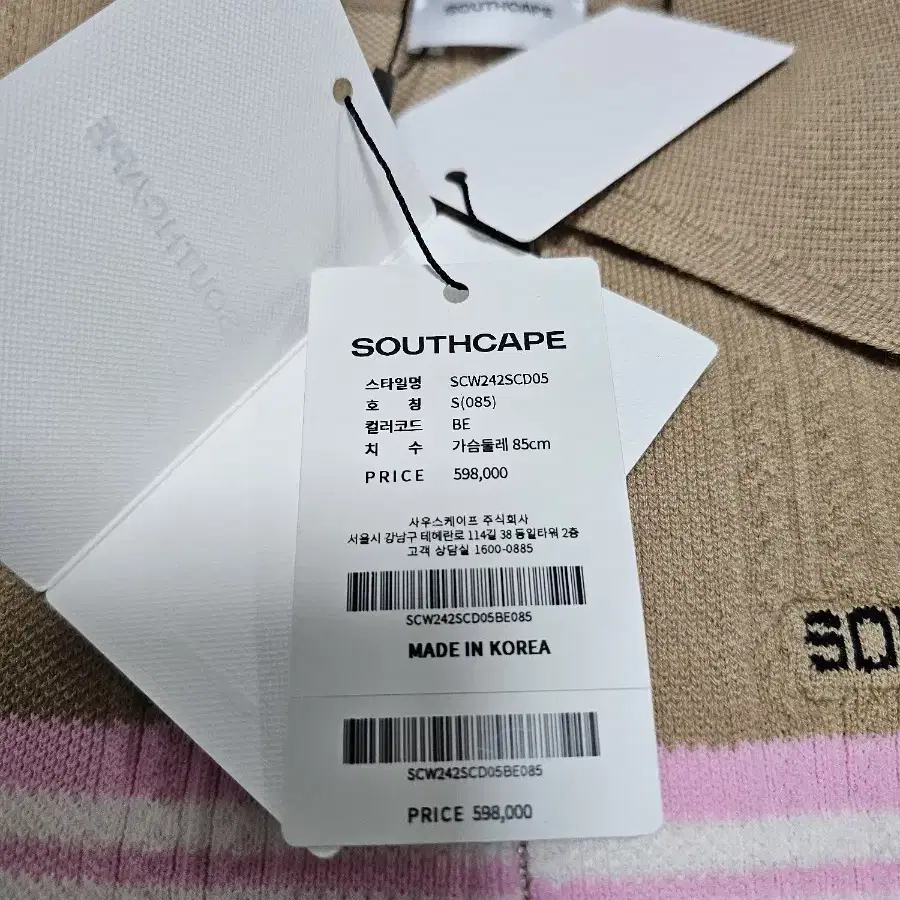 SOUTHCAPE
SOUTHCAPE
SOUTHCAPE
스타일명 SCW242SCD05
호 칭 S(085)
컬러코드 BE
치 수 가슴둘레 85cm
PRICE 598,000
사우스케이프 주식회사
서울시 강남구 테헤란로 114길 38 동일타워 2층
고객 상담실 1600-0885
SCW242SCD05BE085
MADE IN KOREA
SCW242SCD05BE085
PRICE 598,000
SOU